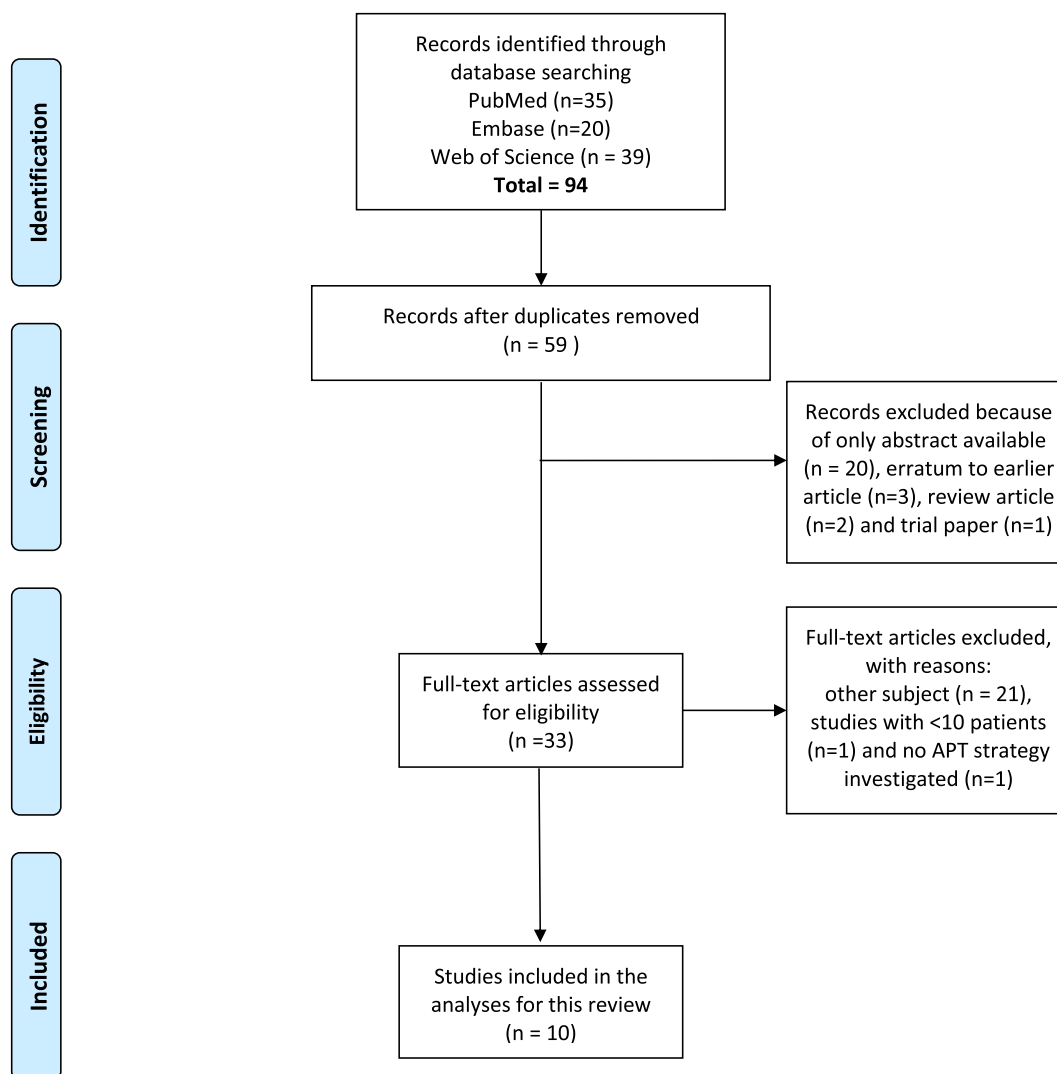 Identification
Records identified through
database searching
PubMed (n=35)
Embase (n=20)
Web of Science (n = 39)
Total = 94
Records after duplicates removed
(n = 59 )
Screening
Records excluded because
of only abstract available
(n = 20), erratum to earlier
article (n=3), review article
(n=2) and trial paper (n=1)
Eligibility
Full-text articles assessed
for eligibility
(n =33)
Full-text articles excluded,
with reasons:
other subject (n = 21),
studies with <10 patients
(n=1) and no APT strategy
investigated (n=1)
Included
Studies included in the
analyses for this review
(n = 10)